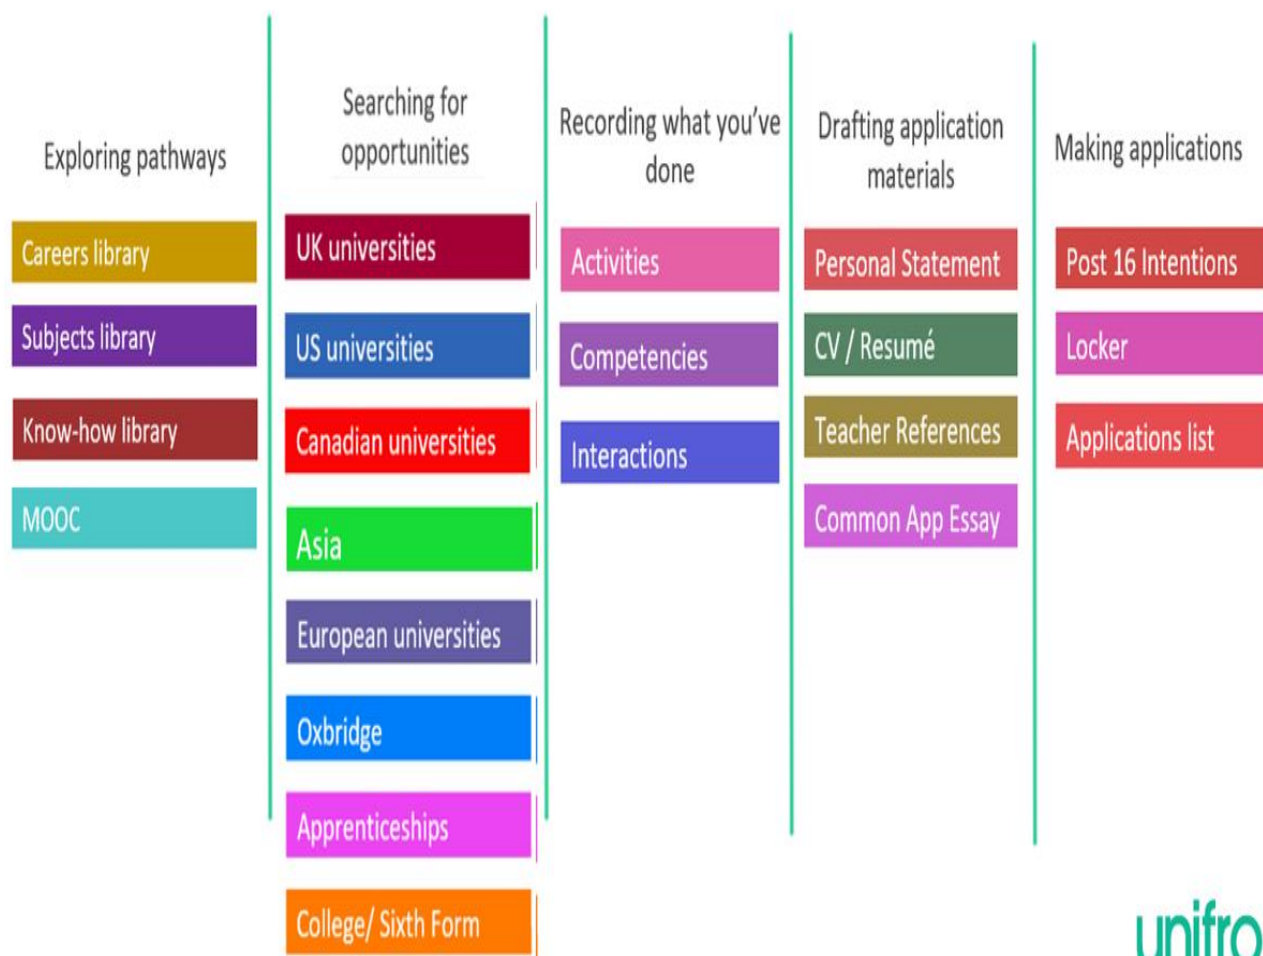 Exploring pathways
Careers library
Subjects library
Know-how library
MOOC
Searching for
opportunities
UK universities
US universities
Canadian universities
Asia
European universities
Oxbridge
Apprenticeships
College/ Sixth Form
Recording what you've
done
Activities
Competencies
Interactions
Drafting application
materials
Personal Statement
CV / Resumé
Teacher References
Common App Essay
Making applications
Post 16 Intentions
Locker
Applications list
unifro